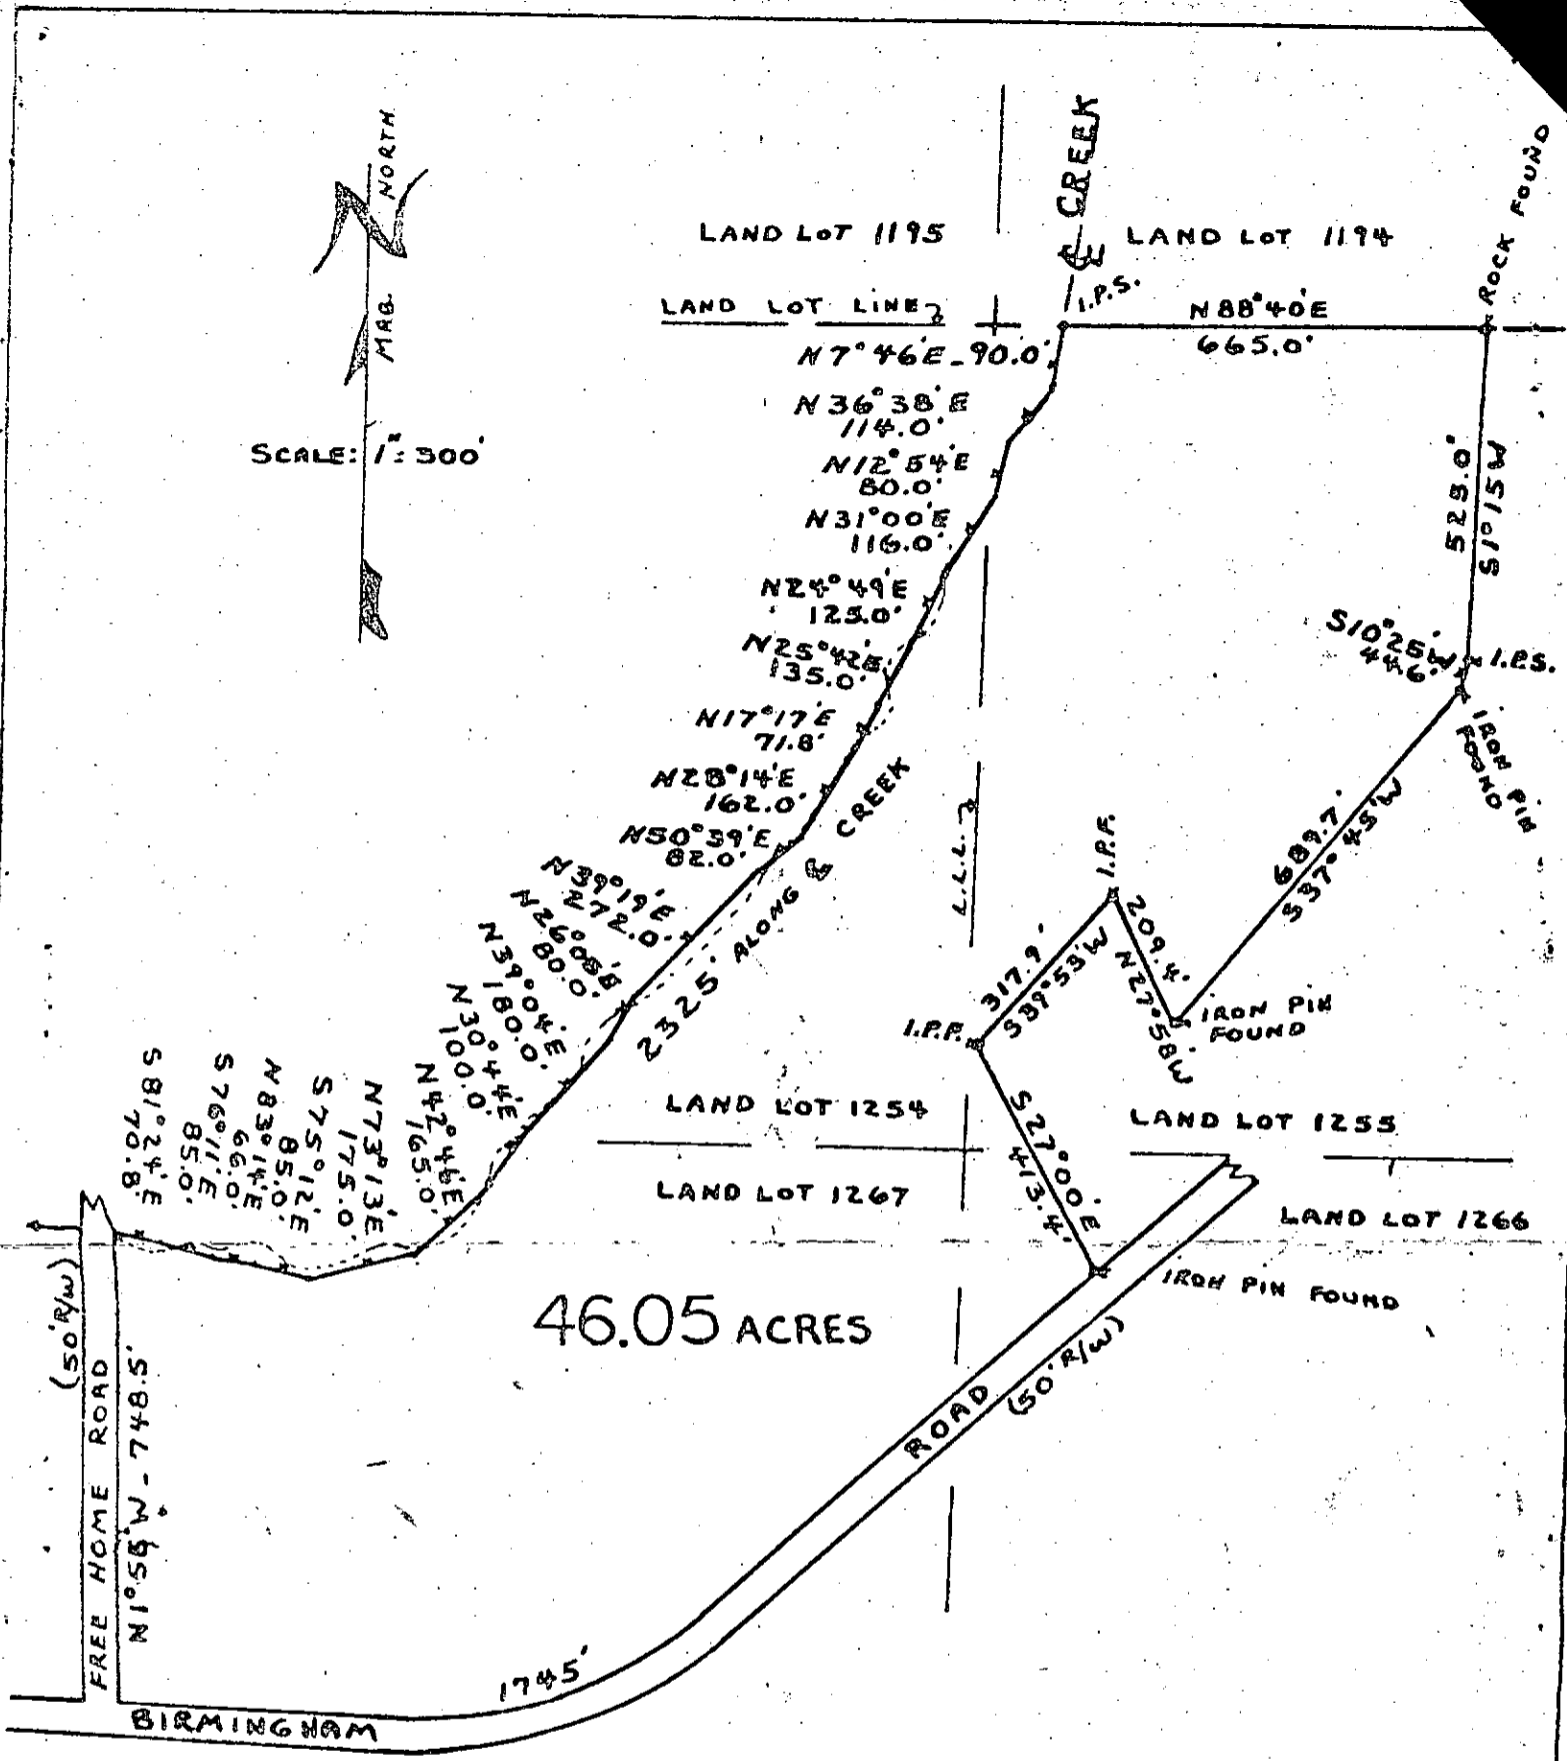 MAG. NORTH
SCALE: 1": 300'
LAND LOT 1195
℄ CREEK
LAND LOT 1194
ROCK FOUND
LAND LOT LINE
I.P.S.
N 88°40'E
665.0'
N 7°46'E - 90.0'
N 36°38'E
114.0'
N 12°54'E
80.0'
N 31°00'E
116.0'
N 24°49'E
125.0'
N 25°42'E
135.0'
N 17°17'E
71.8'
N 28°14'E
162.0'
N 50°39'E
82.0'
N 39°19'E
272.0'
N 26°08'E
80.0'
N 39°04'E
180.0'
N 30°44'E
100.0'
N 42°46'E
165.0'
N 73°13'E
175.0'
S 75°12'E
85.0'
N 83°14'E
66.0'
S 76°11'E
85.0'
S 81°24'E
70.8'
2325' ALONG ℄ CREEK
L.L.L.
523.0'
S 1°15'W
S 10°25'W
44.6'
I.P.S.
IRON PIN
FOUND
689.7'
S 37°45'W
I.P.F.
209.4'
N 27°58'W
IRON PIN
FOUND
317.9'
S 39°53'W
I.P.F.
S 27°00'E
413.4'
LAND LOT 1254
LAND LOT 1255
LAND LOT 1267
LAND LOT 1266
IRON PIN FOUND
46.05 ACRES
(50' R/W)
FREE HOME ROAD
748.5'
ROAD
(50' R/W)
1745'
BIRMINGHAM